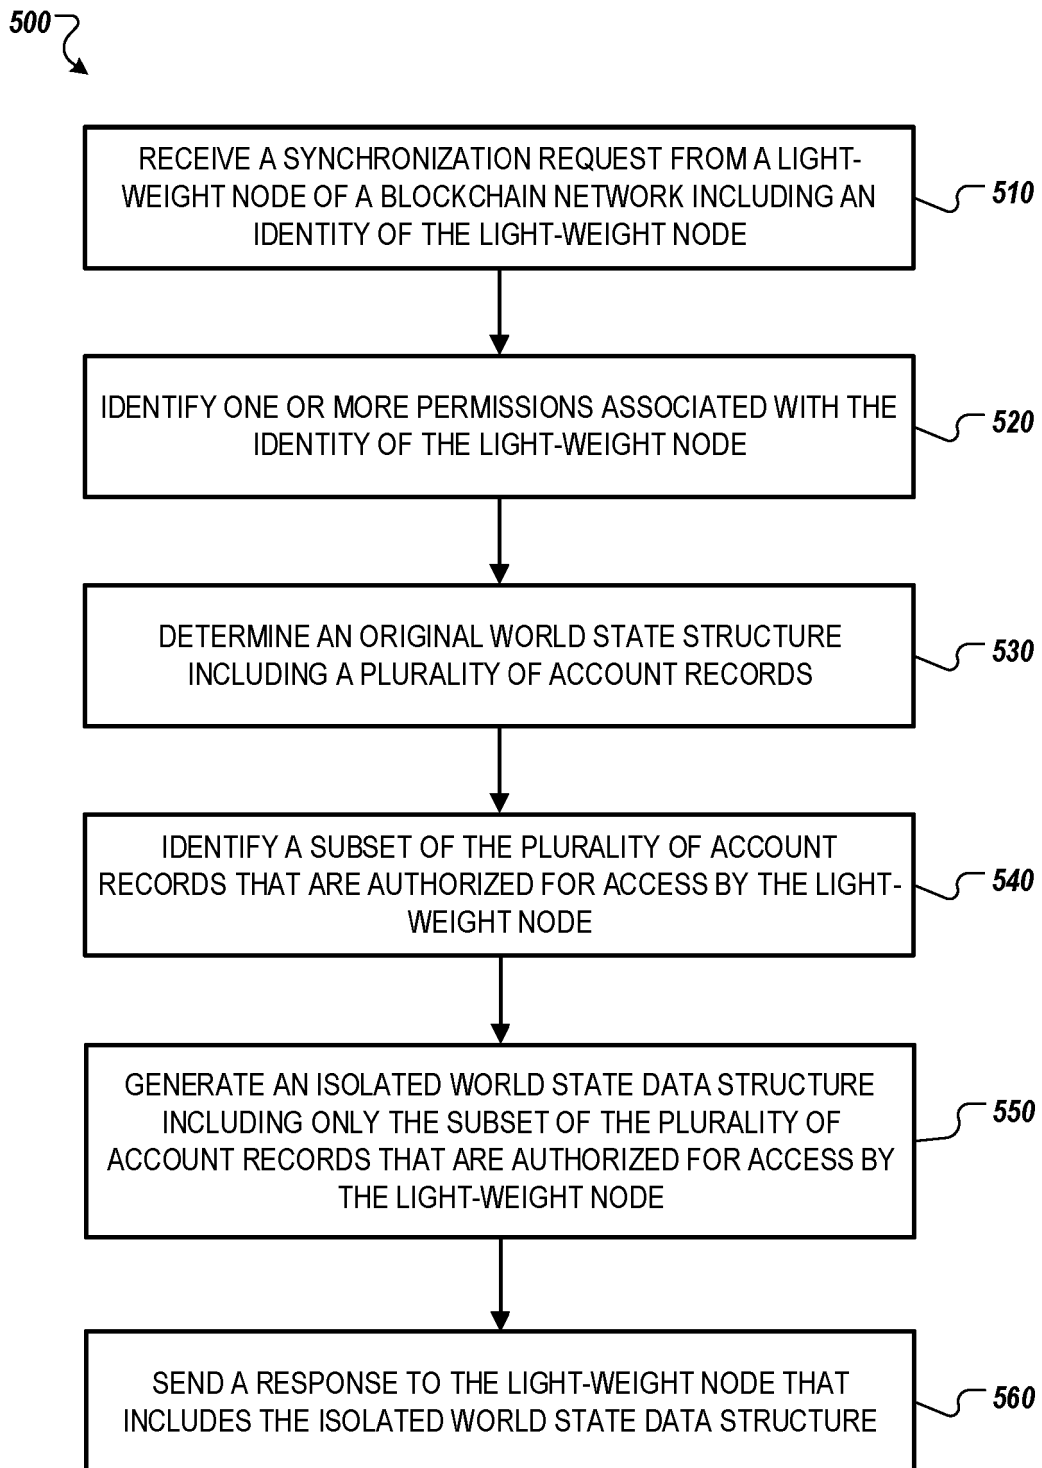 500
RECEIVE A SYNCHRONIZATION REQUEST FROM A LIGHT-
WEIGHT NODE OF A BLOCKCHAIN NETWORK INCLUDING AN
IDENTITY OF THE LIGHT-WEIGHT NODE
510
IDENTIFY ONE OR MORE PERMISSIONS ASSOCIATED WITH THE
IDENTITY OF THE LIGHT-WEIGHT NODE
520
DETERMINE AN ORIGINAL WORLD STATE STRUCTURE
INCLUDING A PLURALITY OF ACCOUNT RECORDS
530
IDENTIFY A SUBSET OF THE PLURALITY OF ACCOUNT
RECORDS THAT ARE AUTHORIZED FOR ACCESS BY THE LIGHT-
WEIGHT NODE
540
GENERATE AN ISOLATED WORLD STATE DATA STRUCTURE
INCLUDING ONLY THE SUBSET OF THE PLURALITY OF
ACCOUNT RECORDS THAT ARE AUTHORIZED FOR ACCESS BY
THE LIGHT-WEIGHT NODE
550
SEND A RESPONSE TO THE LIGHT-WEIGHT NODE THAT
INCLUDES THE ISOLATED WORLD STATE DATA STRUCTURE
560